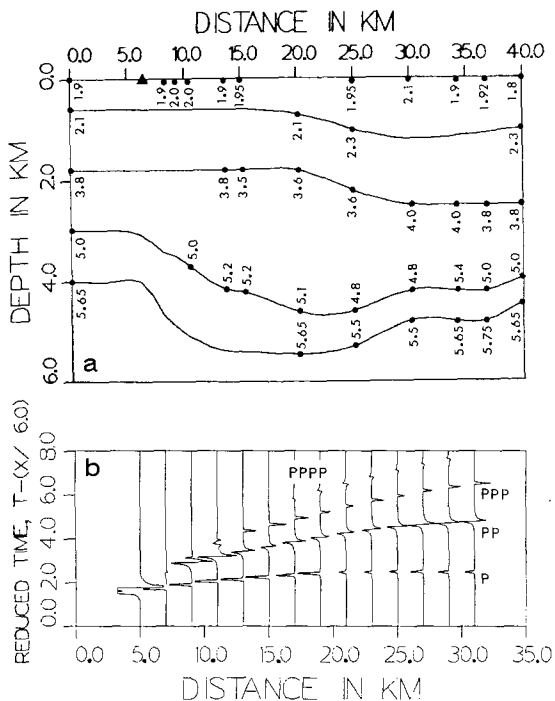 DISTANCE IN KM
0.0 5.0 10.0 15.0 20.0 25.0 30.0 35.0 40.0
0.0
1.9 1.9 2.0 2.0 1.9 1.95 1.95 2.1 1.9 1.92 1.8
2.1 2.1 2.3 2.3
2.0
3.8 3.8 3.5 3.6 3.6 4.0 4.0 3.8 3.8
DEPTH IN KM
5.0 5.0 5.2 5.2 5.1 4.8 4.8 5.4 5.0 5.0
4.0
5.65 5.65 5.5 5.5 5.65 5.75 5.65
6.0
a
b
REDUCED TIME, T-(X/ 6.0)
8.0
6.0
4.0
2.0
0.0
PPPP
PPP
PP
P
0.0 5.0 10.0 15.0 20.0 25.0 30.0 35.0
DISTANCE IN KM